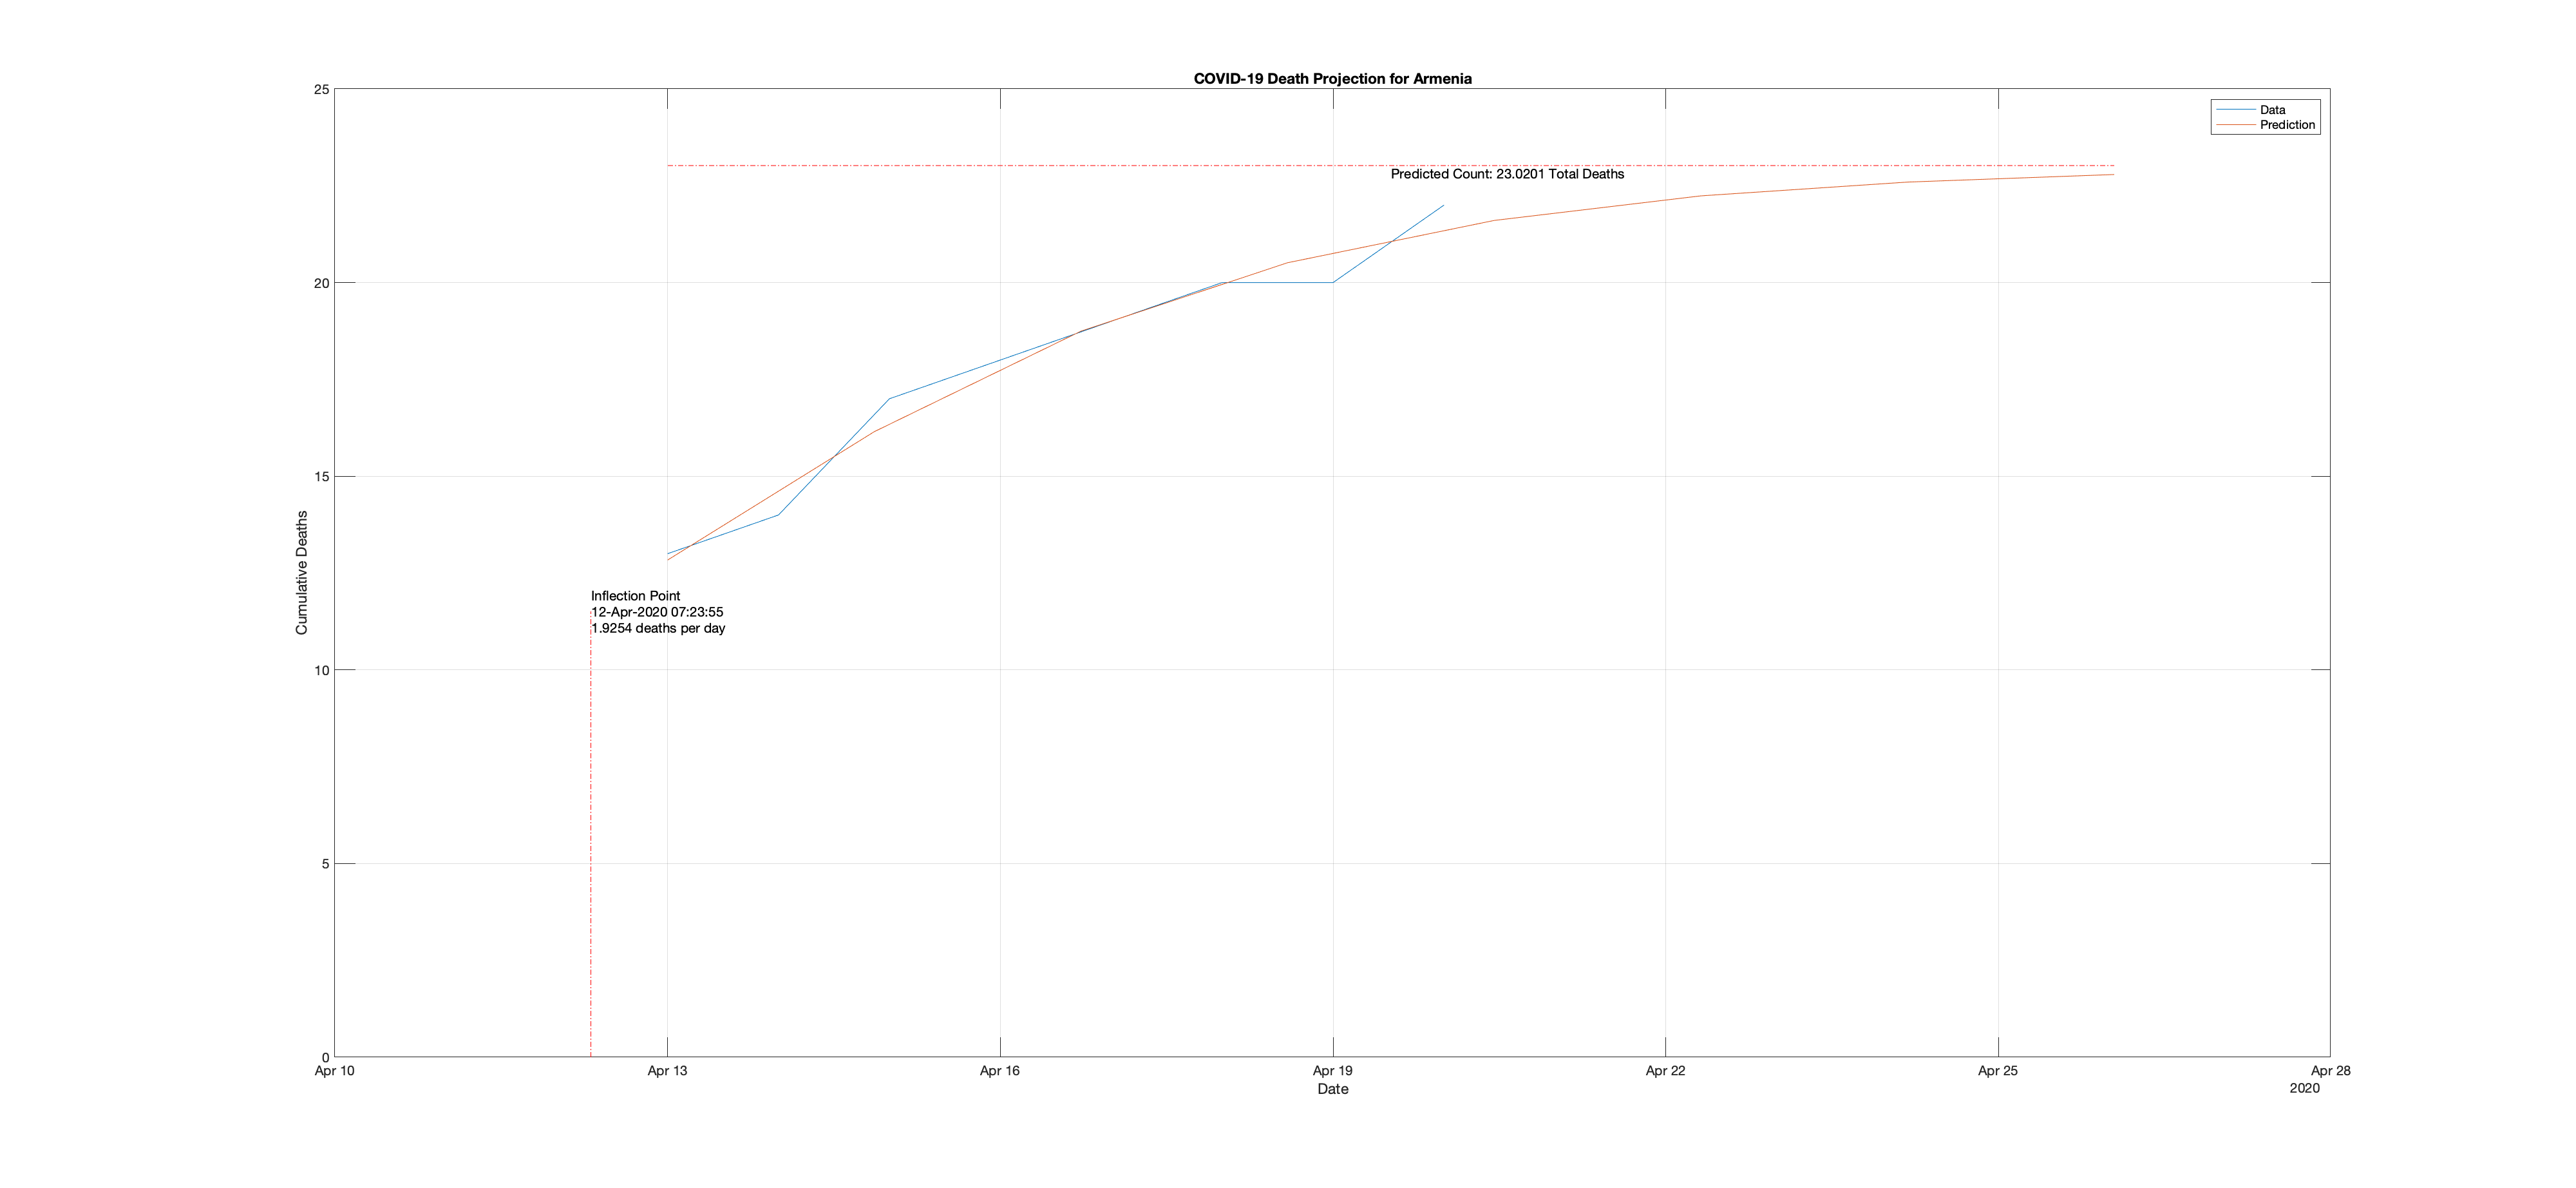 COVID-19 Death Projection for Armenia
25
Data
Prediction
Predicted Count: 23.0201 Total Deaths
20
15
Cumulative Deaths
Inflection Point
12-Apr-2020 07:23:55
1.9254 deaths per day
10
5
0
Apr 10
Apr 13
Apr 16
Apr 19
Apr 22
Apr 25
Apr 28
Date
2020